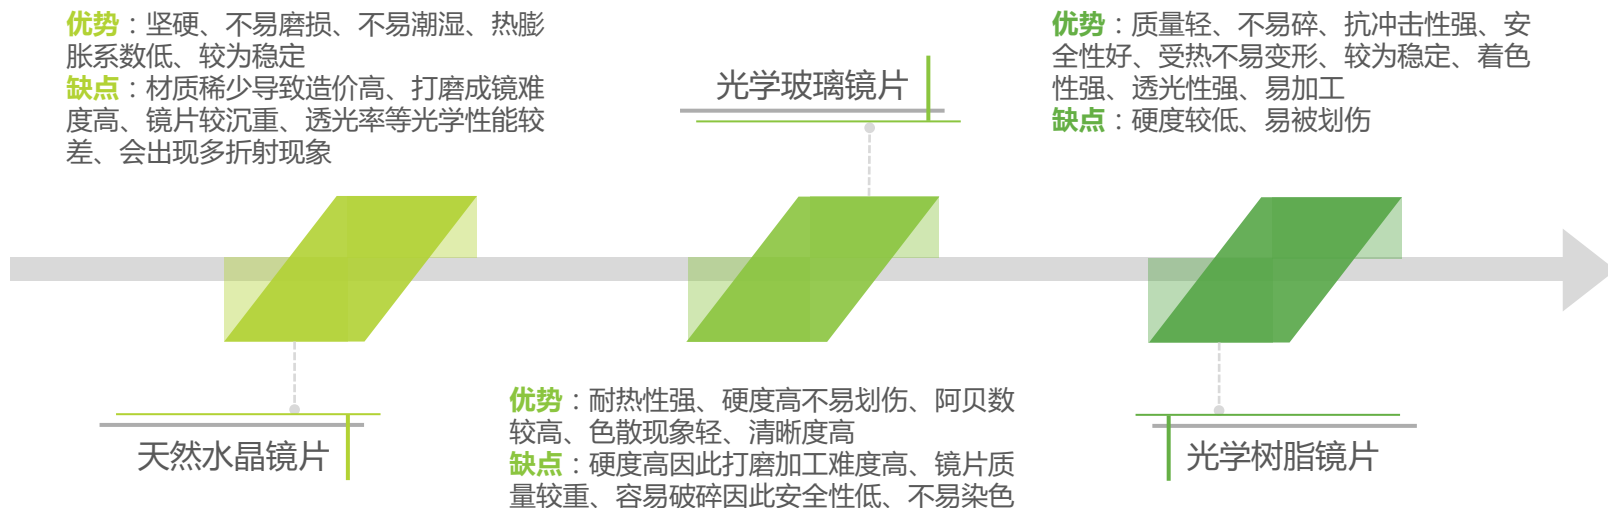 优势：坚硬、不易磨损、不易潮湿、热膨
胀系数低、较为稳定
缺点：材质稀少导致造价高、打磨成镜难
度高、镜片较沉重、透光率等光学性能较
差、会出现多折射现象
天然水晶镜片
光学玻璃镜片
优势：耐热性强、硬度高不易划伤、阿贝数
较高、色散现象轻、清晰度高
缺点：硬度高因此打磨加工难度高、镜片质
量较重、容易破碎因此安全性低、不易染色
优势：质量轻、不易碎、抗冲击性强、安
全性好、受热不易变形、较为稳定、着色
性强、透光性强、易加工
缺点：硬度较低、易被划伤
光学树脂镜片